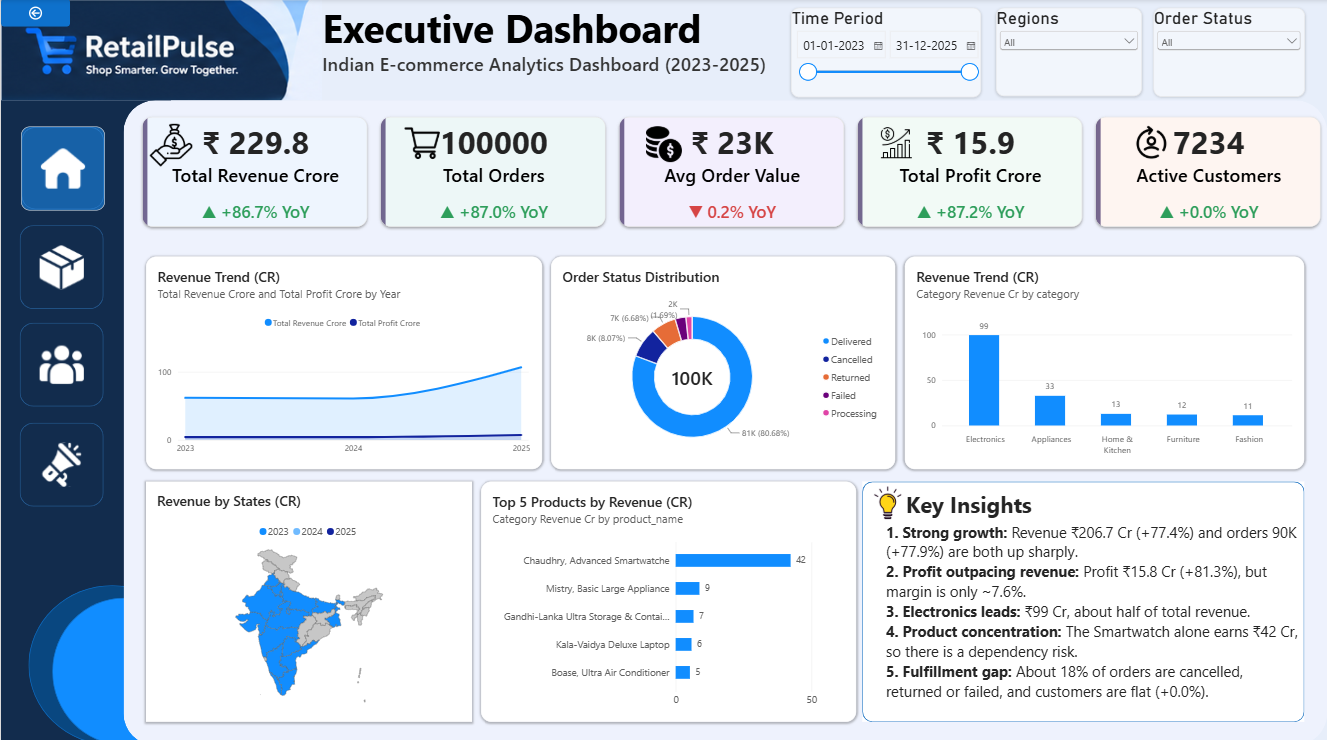 RetailPulse
Shop Smarter. Grow Together.
Executive Dashboard
Indian E-commerce Analytics Dashboard (2023-2025)
Time Period
01-01-2023
31-12-2025
Regions
All
Order Status
All
₹ 229.8
Total Revenue Crore
▲ +86.7% YoY
100000
Total Orders
▲ +87.0% YoY
₹ 23K
Avg Order Value
▼ 0.2% YoY
₹ 15.9
Total Profit Crore
▲ +87.2% YoY
7234
Active Customers
▲ +0.0% YoY
Revenue Trend (CR)
Total Revenue Crore and Total Profit Crore by Year
Total Revenue Crore
Total Profit Crore
100
0
2023
2024
2025
Order Status Distribution
2K
(1.69%)
7K (6.68%)
8K (8.07%)
100K
81K (80.68%)
Delivered
Cancelled
Returned
Failed
Processing
Revenue Trend (CR)
Category Revenue Cr by category
100
50
0
99
33
13
12
11
Electronics
Appliances
Home &
Kitchen
Furniture
Fashion
Revenue by States (CR)
2023
2024
2025
Top 5 Products by Revenue (CR)
Category Revenue Cr by product_name
Chaudhry, Advanced Smartwatche
42
Mistry, Basic Large Appliance
9
Gandhi-Lanka Ultra Storage & Contai...
7
Kala-Vaidya Deluxe Laptop
6
Boase, Ultra Air Conditioner
5
0
50
Key Insights
1. Strong growth: Revenue ₹206.7 Cr (+77.4%) and orders 90K
(+77.9%) are both up sharply.
2. Profit outpacing revenue: Profit ₹15.8 Cr (+81.3%), but
margin is only ~7.6%.
3. Electronics leads: ₹99 Cr, about half of total revenue.
4. Product concentration: The Smartwatch alone earns ₹42 Cr,
so there is a dependency risk.
5. Fulfillment gap: About 18% of orders are cancelled,
returned or failed, and customers are flat (+0.0%).